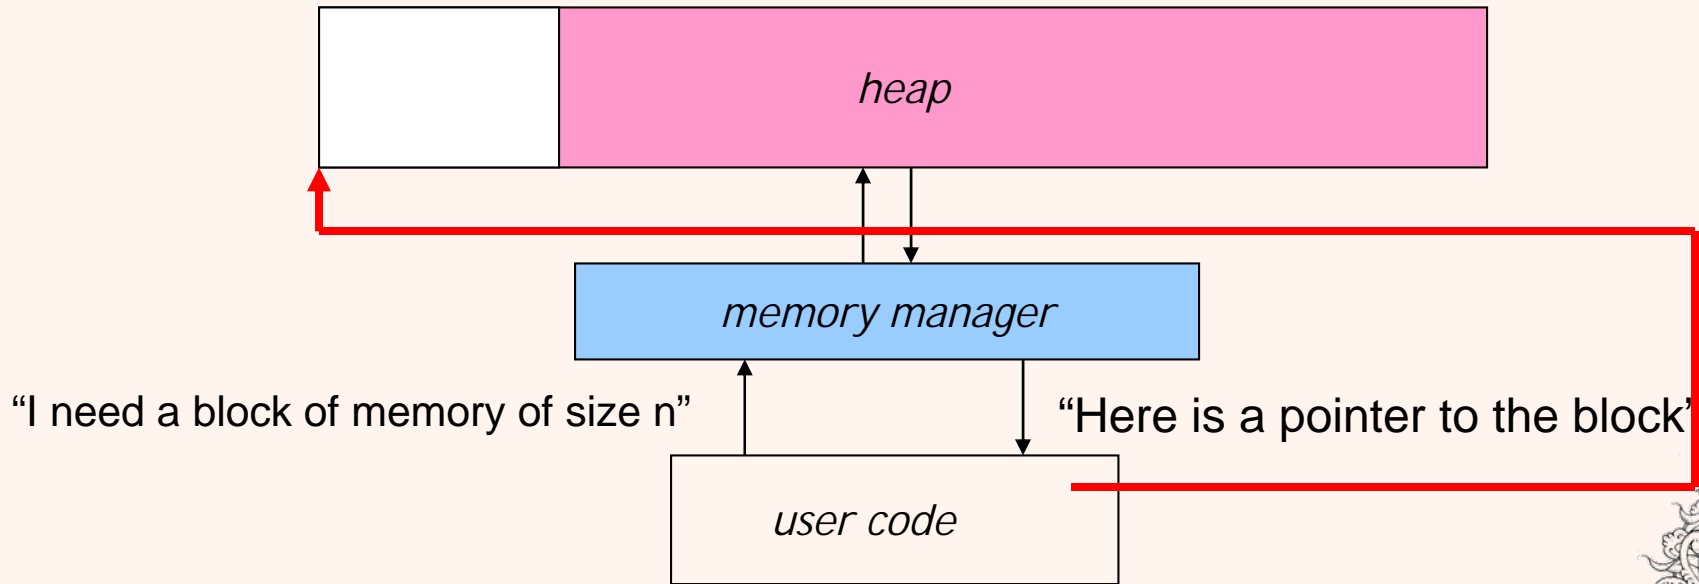 heap
memory manager
“I need a block of memory of size n”
“Here is a pointer to the block”
user code